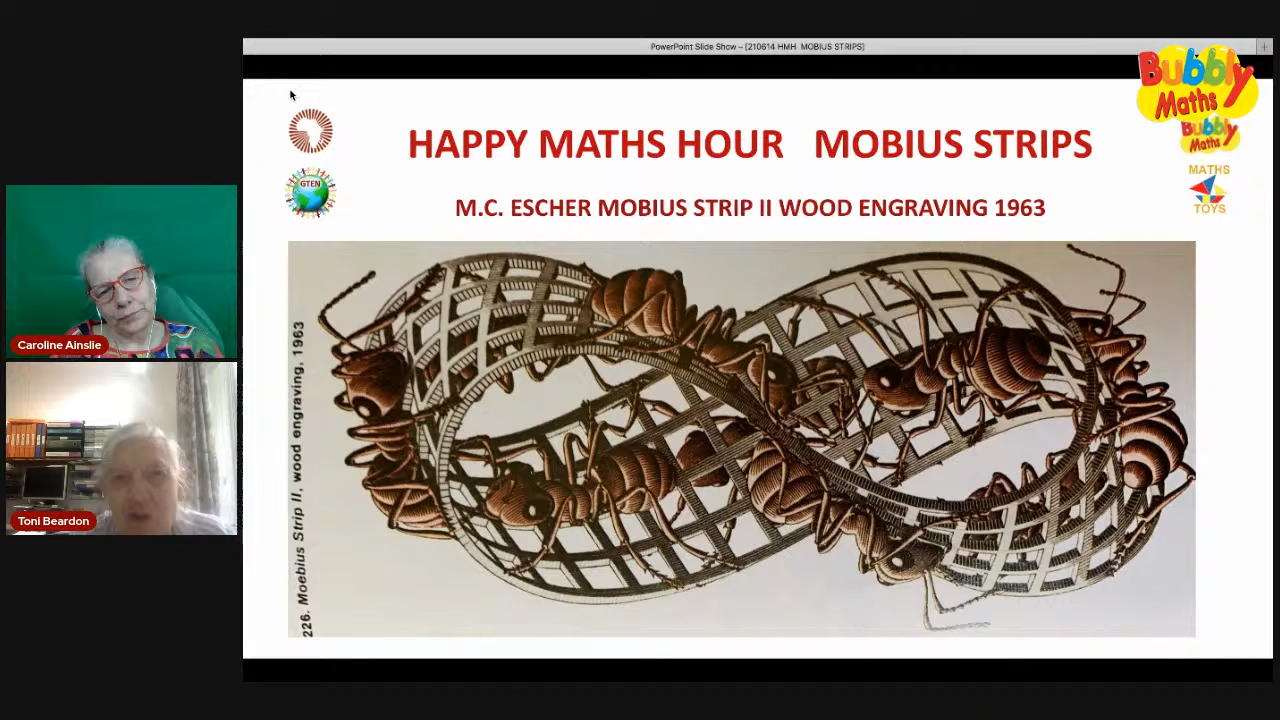 PowerPoint Slide Show – [210614 HMH MOBIUS STRIPS]
Bubbly
Maths
Bubbly
Maths
GTEN
HAPPY MATHS HOUR MOBIUS STRIPS
MATHS
TOYS
M.C. ESCHER MOBIUS STRIP II WOOD ENGRAVING 1963
226. Moebius Strip II, wood engraving, 1963
Caroline Ainslie
Toni Beardon